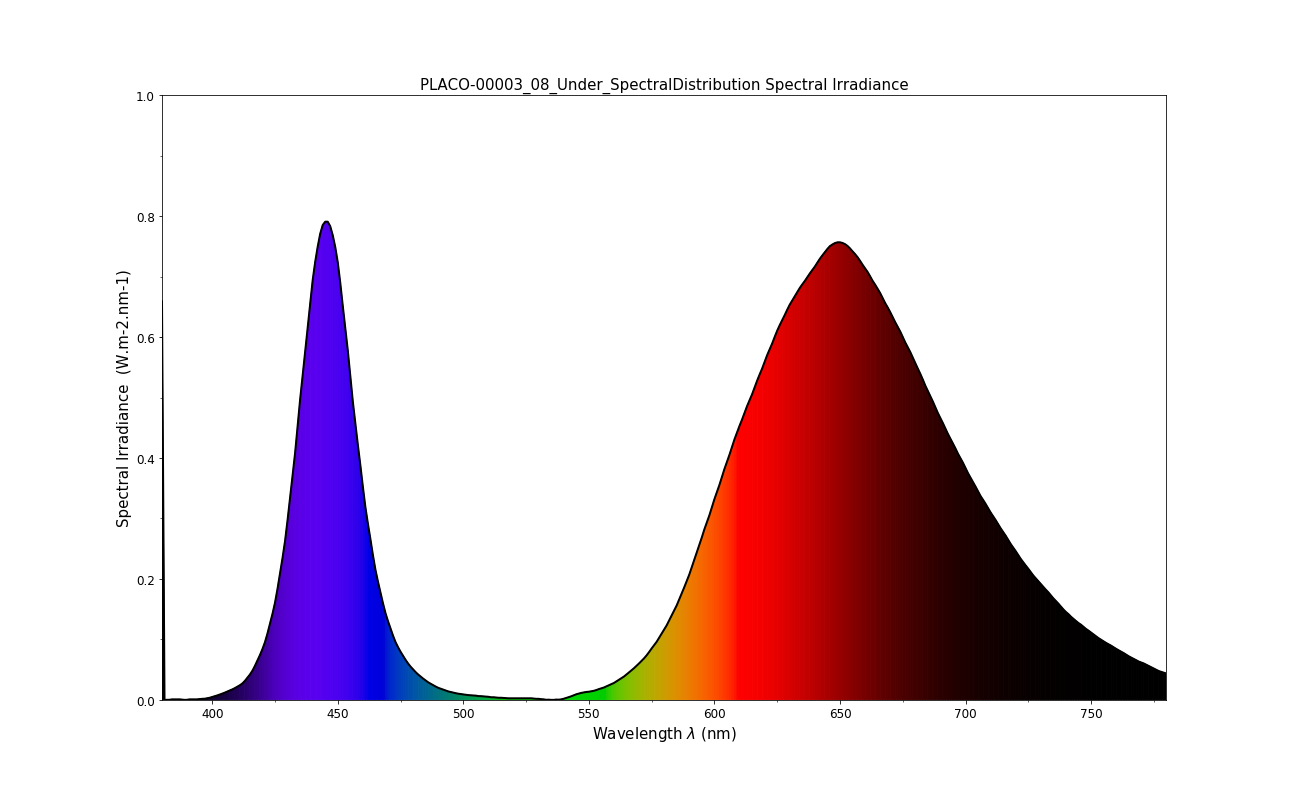 PLACO-00003_08_Under_SpectralDistribution Spectral Irradiance
1.0
0.8
0.6
0.4
0.2
0.0
Spectral Irradiance (W.m-2.nm-1)
400 450 500 550 600 650 700 750
Wavelength λ (nm)